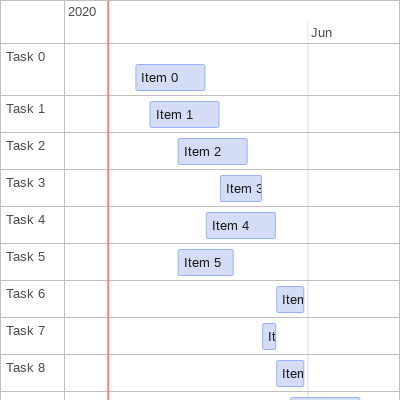 2020
Jun
Task 0
Item 0
Task 1
Item 1
Task 2
Item 2
Task 3
Item 3
Task 4
Item 4
Task 5
Item 5
Task 6
Iten
Task 7
It
Task 8
Iten